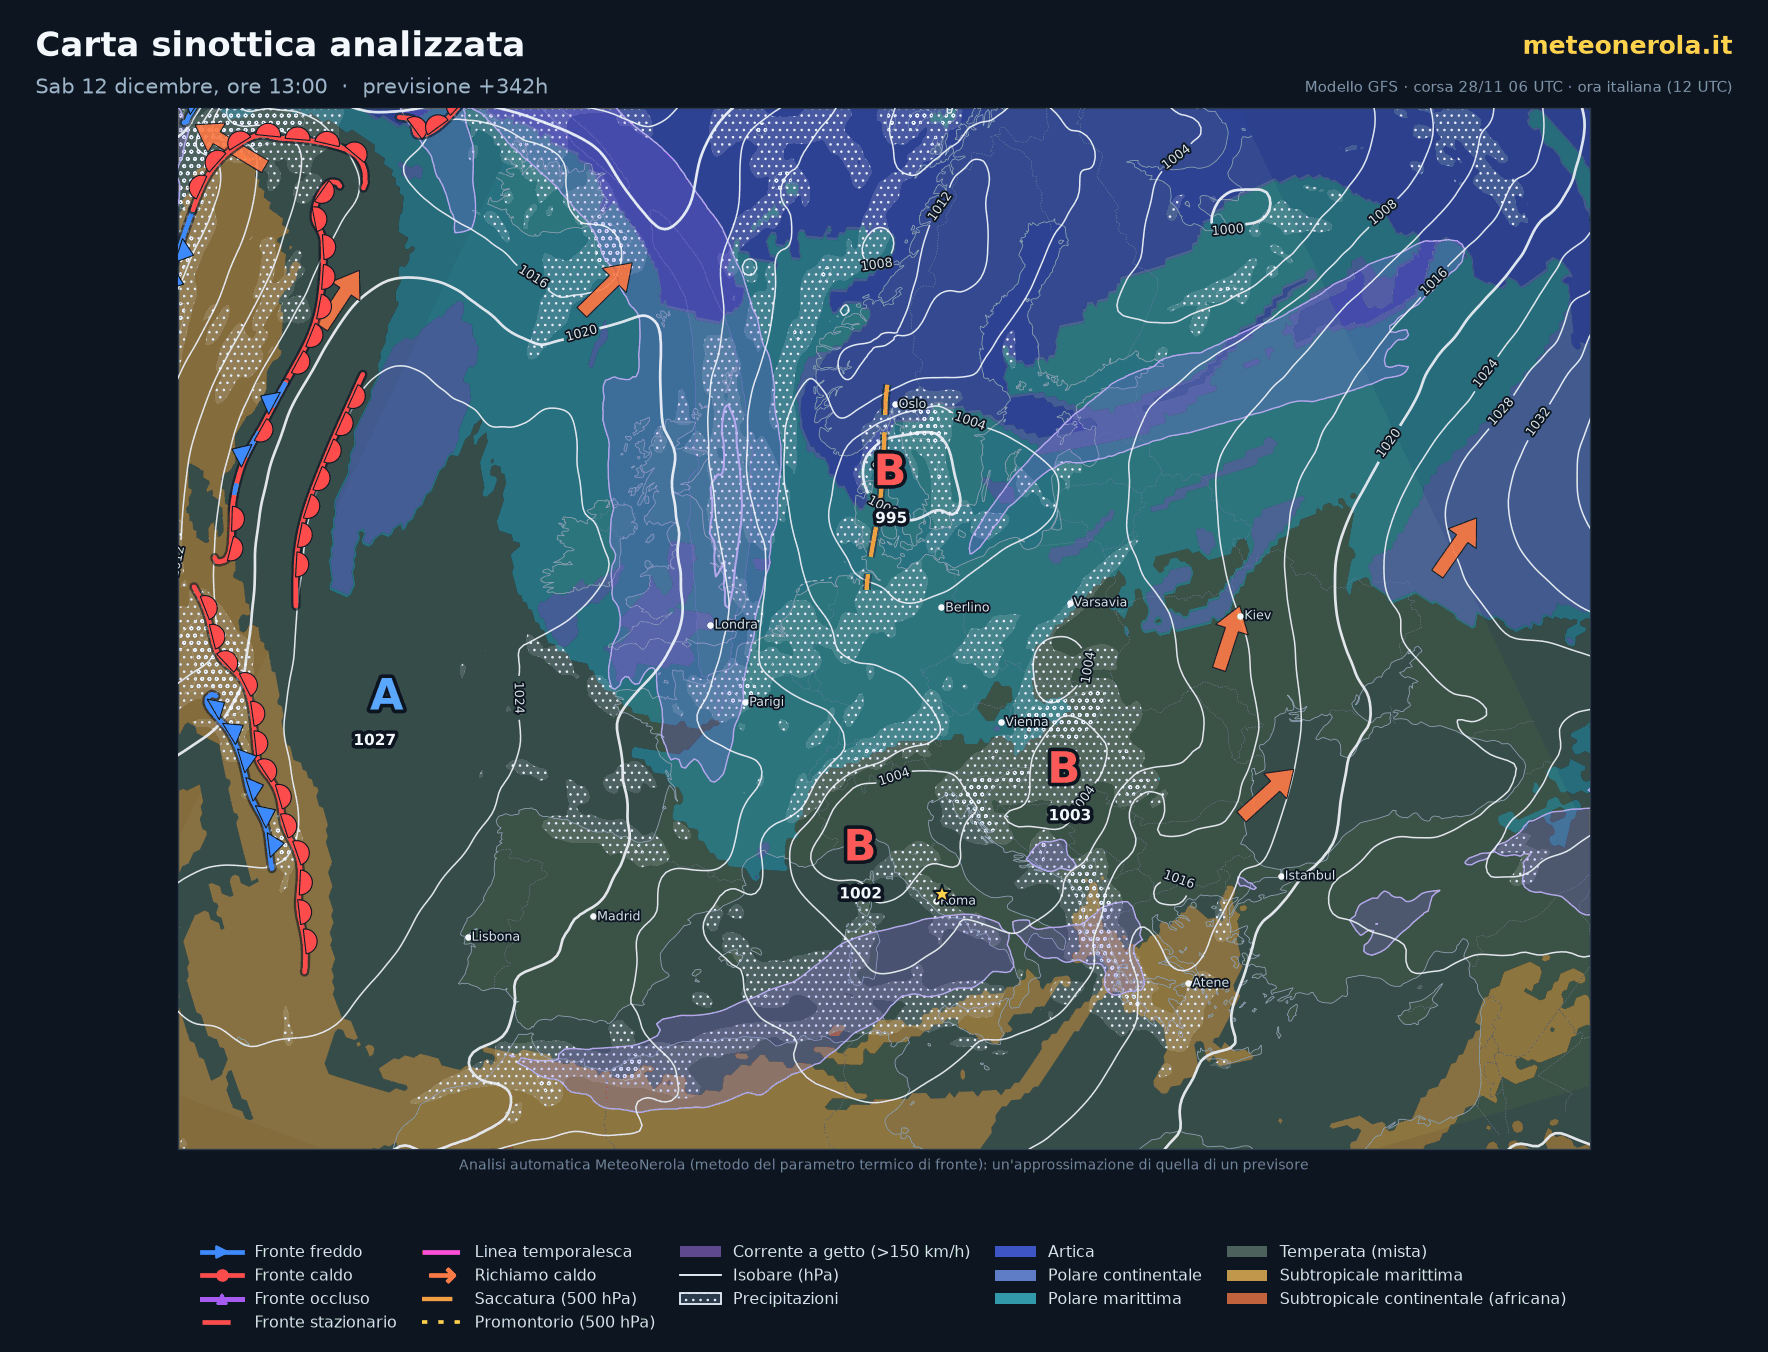 Carta sinottica analizzata
meteonerola.it
Sab 12 dicembre, ore 13:00 · previsione +342h
Modello GFS · corsa 28/11 06 UTC · ora italiana (12 UTC)
1004
1012
1008
1000
1008
1016
1016
1020
1024
1028
1032
1020
Oslo
1004
B
995
Berlino
Varsavia
Kiev
Londra
1004
A
1027
1024
Parigi
Vienna
B
1003
1004
1004
B
1002
Roma
1016
Istanbul
Madrid
Lisbona
Atene
Analisi automatica MeteoNerola (metodo del parametro termico di fronte): un'approssimazione di quella di un previsore
Fronte freddo
Fronte caldo
Fronte occluso
Fronte stazionario
Linea temporalesca
Richiamo caldo
Saccatura (500 hPa)
Promontorio (500 hPa)
Corrente a getto (>150 km/h)
Isobare (hPa)
Precipitazioni
Artica
Polare continentale
Polare marittima
Temperata (mista)
Subtropicale marittima
Subtropicale continentale (africana)